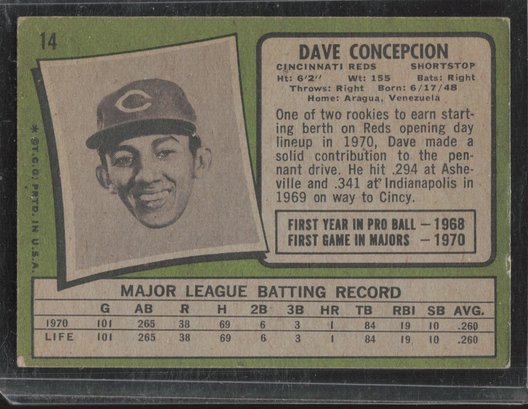 14
DAVE CONCEPCION
CINCINNATI REDS SHORTSTOP
Ht: 6'2" Wt: 155 Bats: Right
Throws: Right Born: 6/17/48
Home: Aragua, Venezuela
One of two rookies to earn start-
ing berth on Reds opening day
lineup in 1970, Dave made a
solid contribution to the pen-
nant drive. He hit .294 at Ashe-
ville and .341 at Indianapolis in
1969 on way to Cincy.
FIRST YEAR IN PRO BALL — 1968
FIRST GAME IN MAJORS — 1970
C
* ©T.C.G. PRTD. IN U.S.A.
MAJOR LEAGUE BATTING RECORD
G AB R H 2B 3B HR TB RBI SB AVG.
1970 101 265 38 69 6 3 1 84 19 10 .260
LIFE 101 265 38 69 6 3 1 84 19 10 .260